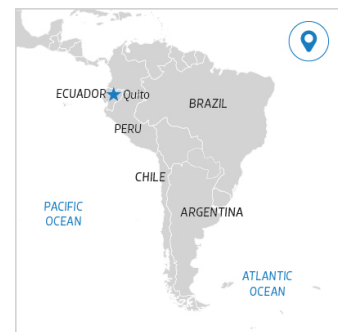 ECUADOR
Quito
BRAZIL
PERU
CHILE
PACIFIC
OCEAN
ARGENTINA
ATLANTIC
OCEAN